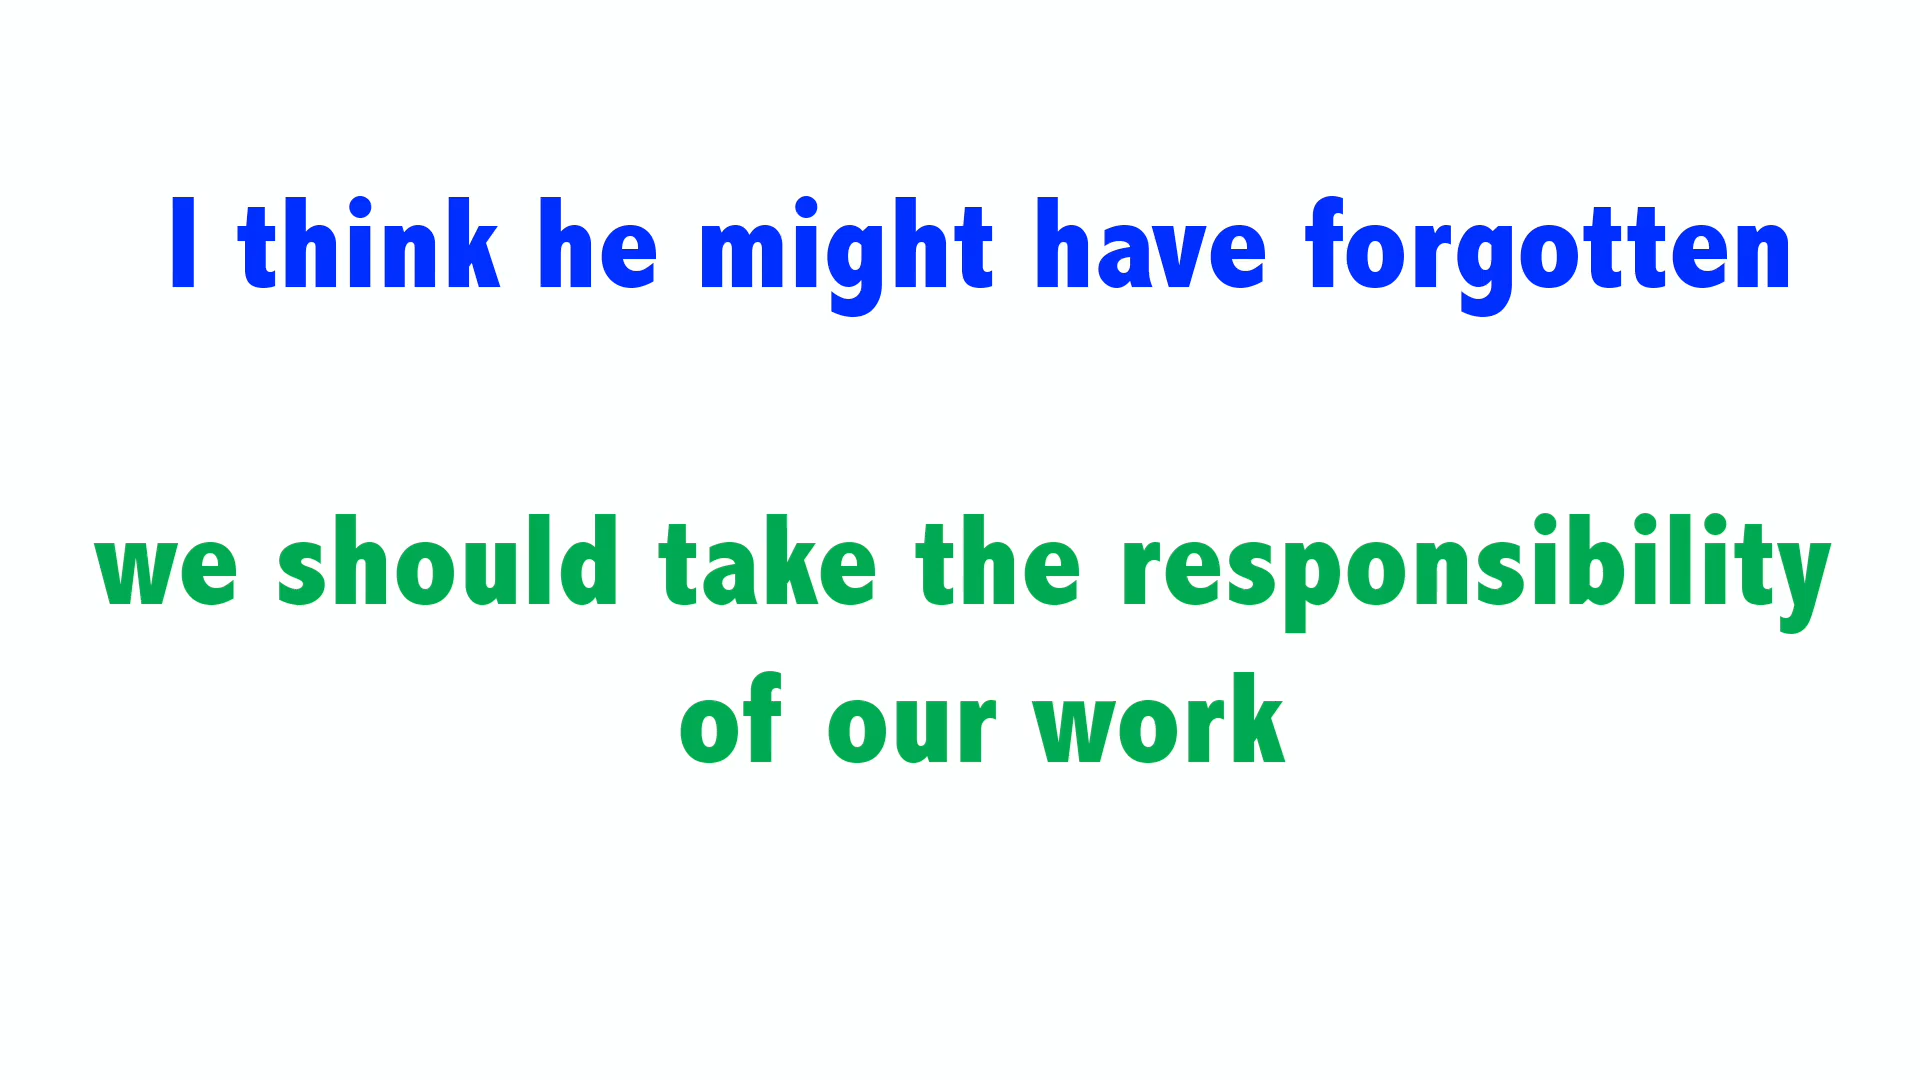 I think he might have forgotten
we should take the responsibility
of our work